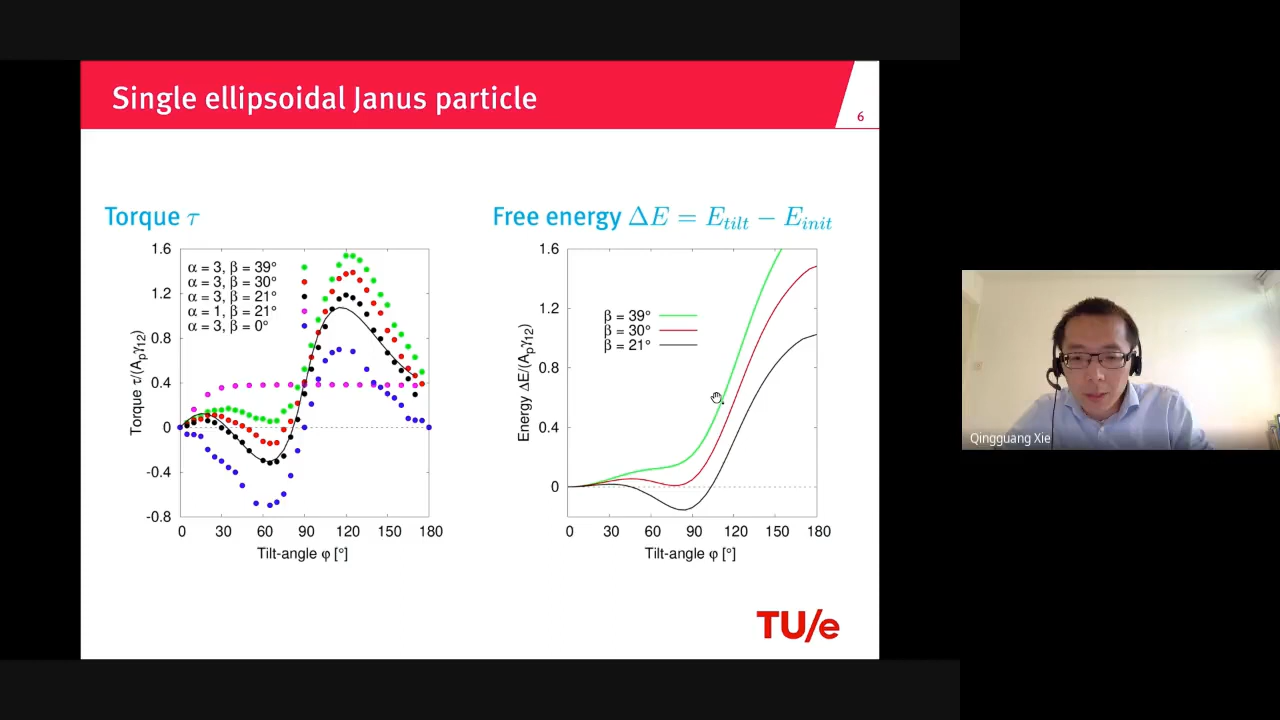 Single ellipsoidal Janus particle
6
Torque τ
Free energy ΔE = E_tilt − E_init
1.6
1.2
0.8
0.4
0
-0.4
-0.8
Torque τ/(Aₚγ₁₂)
α = 3, β = 39°
α = 3, β = 30°
α = 3, β = 21°
α = 1, β = 21°
α = 3, β = 0°
0 30 60 90 120 150 180
Tilt-angle φ [°]
1.6
1.2
0.8
0.4
0
Energy ΔE/(Aₚγ₁₂)
β = 39°
β = 30°
β = 21°
0 30 60 90 120 150 180
Tilt-angle φ [°]
TU/e
Qingguang Xie